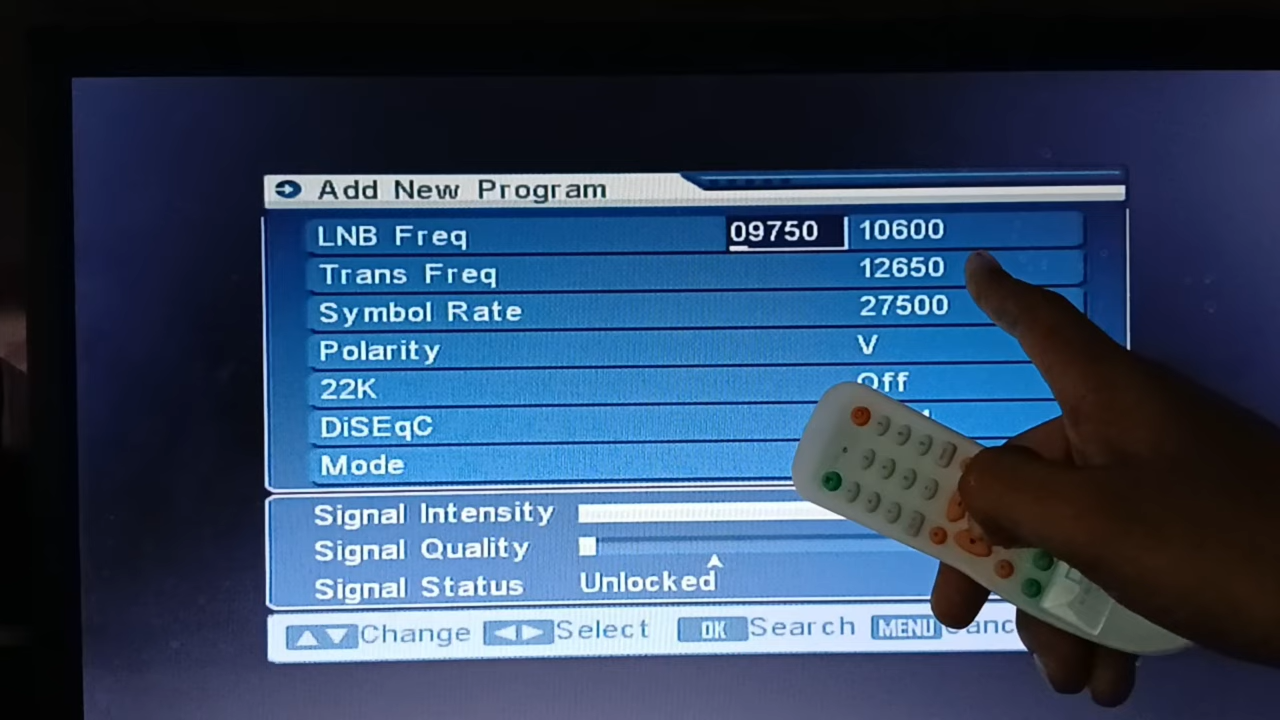 Add New Program
LNB Freq 09750 10600
Trans Freq 12650
Symbol Rate 27500
Polarity V
22K Off
DiSEqC
Mode
Signal Intensity
Signal Quality
Signal Status Unlocked
Change Select OK Search MENU